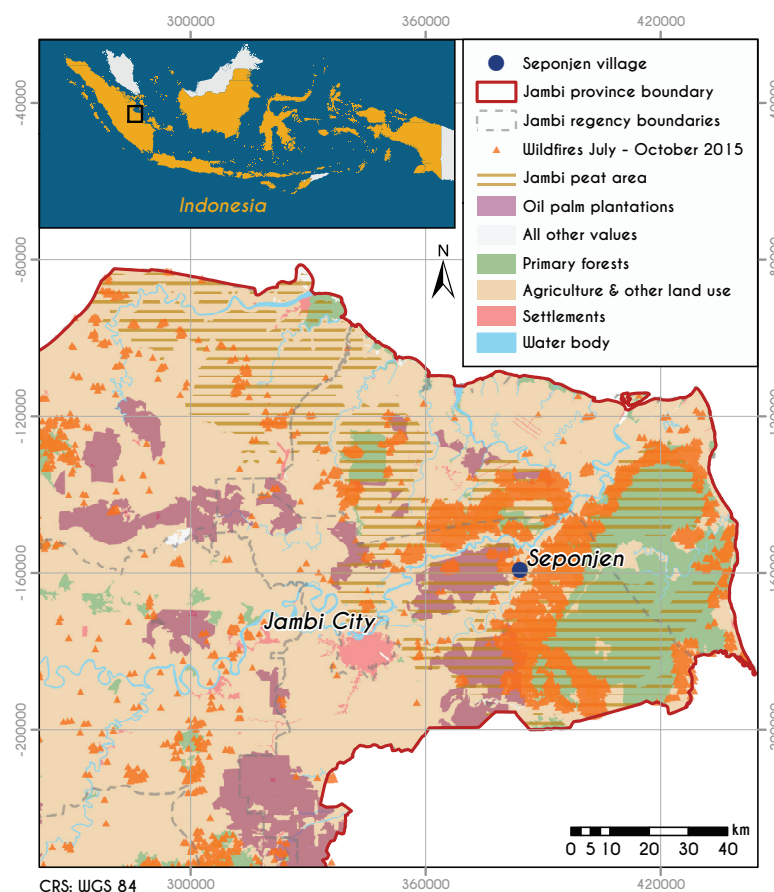 300000 360000 420000
-40000
-80000
-120000
-160000
-200000
Indonesia
Seponjen village
Jambi province boundary
Jambi regency boundaries
Wildfires July - October 2015
Jambi peat area
Oil palm plantations
All other values
Primary forests
Agriculture & other land use
Settlements
Water body
N
Seponjen
Jambi City
km
0 5 10 20 30 40
CRS: WGS 84
300000 360000 420000